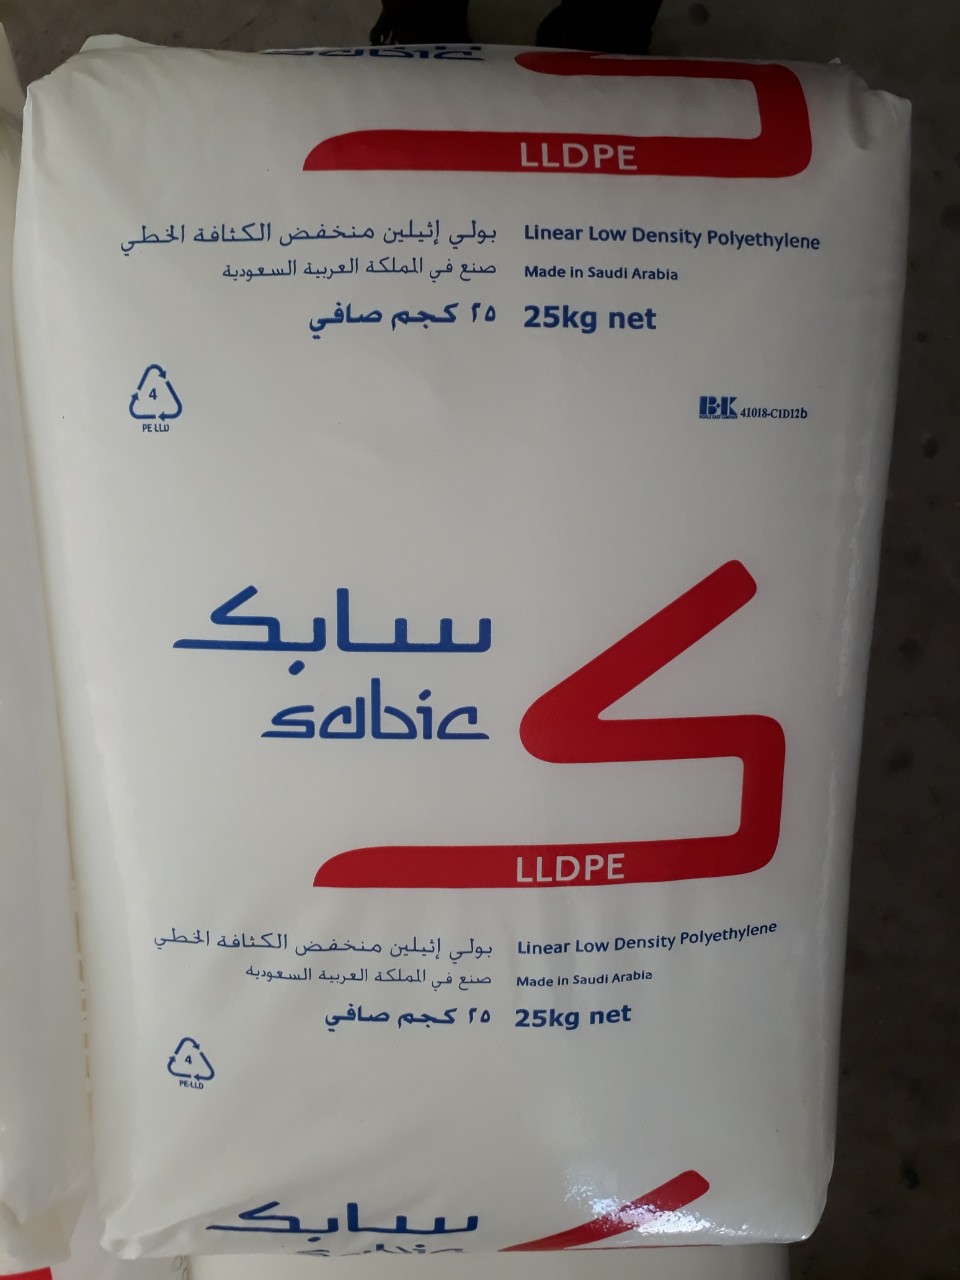 sabic
LLDPE
بولي إثيلين منخفض الكثافة الخطي
Linear Low Density Polyethylene
صنع في المملكة العربية السعودية
Made in Saudi Arabia
٢٥ كجم صافي
25kg net
4
PE LLD
B·K 41018-C1D12b
سابك
sabic
LLDPE
بولي إثيلين منخفض الكثافة الخطي
Linear Low Density Polyethylene
صنع في المملكة العربية السعودية
Made in Saudi Arabia
٢٥ كجم صافي
25kg net
4
PE-LLD
سابك
sabic